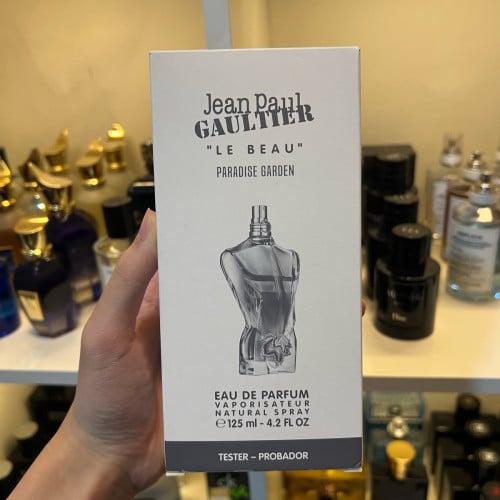 Jean Paul
GAULTIER
"LE BEAU"
PARADISE GARDEN
EAU DE PARFUM
VAPORISATEUR
NATURAL SPRAY
℮ 125 ml - 4.2 FL OZ
TESTER – PROBADOR
Dior